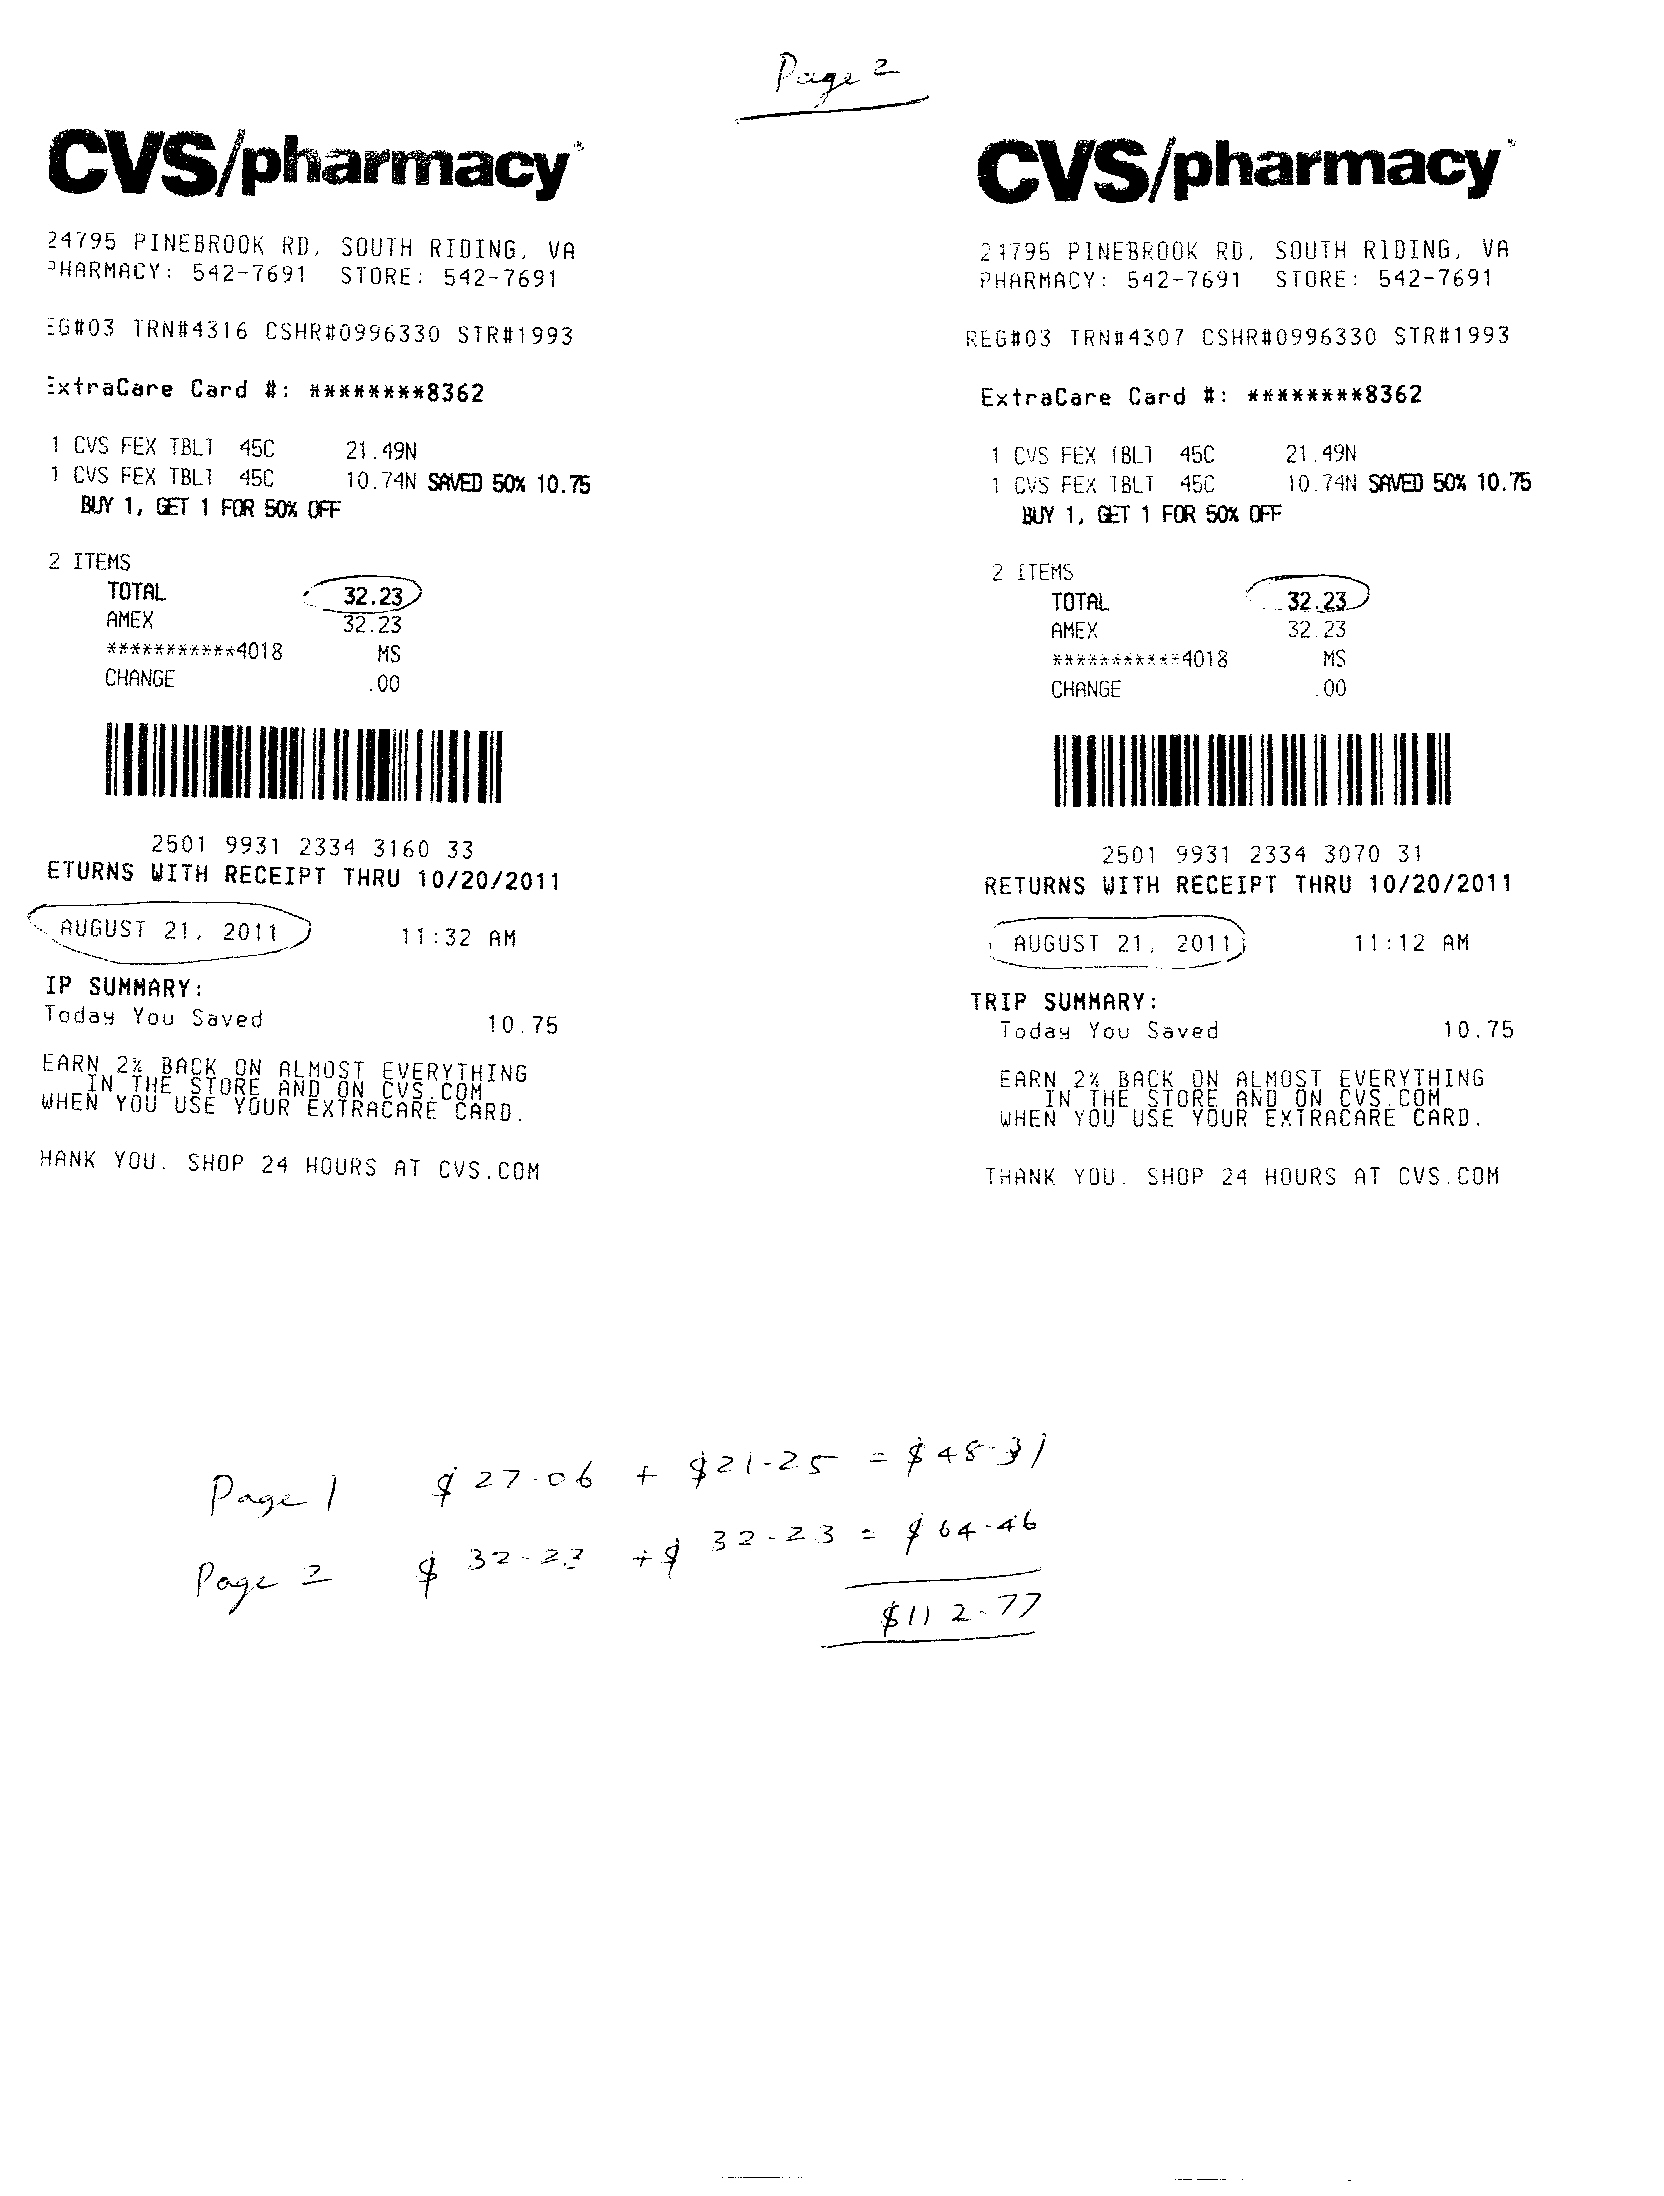 Page 2
CVS/pharmacy
24795 PINEBROOK RD, SOUTH RIDING, VA
PHARMACY: 542-7691 STORE: 542-7691
EG#03 TRN#4316 CSHR#0996330 STR#1993
ExtraCare Card #: ********8362
1 CVS FEX TBLT 45C 21.49N
1 CVS FEX TBLT 45C 10.74N SAVED 50% 10.75
BUY 1, GET 1 FOR 50% OFF
2 ITEMS
TOTAL 32.23
AMEX 32.23
***********4018 MS
CHANGE .00
2501 9931 2334 3160 33
ETURNS WITH RECEIPT THRU 10/20/2011
AUGUST 21, 2011 11:32 AM
IP SUMMARY:
Today You Saved 10.75
EARN 2% BACK ON ALMOST EVERYTHING
IN THE STORE AND ON CVS.COM
WHEN YOU USE YOUR EXTRACARE CARD.
HANK YOU. SHOP 24 HOURS AT CVS.COM
CVS/pharmacy
24795 PINEBROOK RD, SOUTH RIDING, VA
PHARMACY: 542-7691 STORE: 542-7691
REG#03 TRN#4307 CSHR#0996330 STR#1993
ExtraCare Card #: ********8362
1 CVS FEX TBLT 45C 21.49N
1 CVS FEX TBLT 45C 10.74N SAVED 50% 10.75
BUY 1, GET 1 FOR 50% OFF
2 ITEMS
TOTAL 32.23
AMEX 32.23
***********4018 MS
CHANGE .00
2501 9931 2334 3070 31
RETURNS WITH RECEIPT THRU 10/20/2011
AUGUST 21, 2011 11:12 AM
TRIP SUMMARY:
Today You Saved 10.75
EARN 2% BACK ON ALMOST EVERYTHING
IN THE STORE AND ON CVS.COM
WHEN YOU USE YOUR EXTRACARE CARD.
THANK YOU. SHOP 24 HOURS AT CVS.COM
Page 1 $27.06 + $21.25 = $48.31
Page 2 $32.23 + $32.23 = $64.46
$112.77